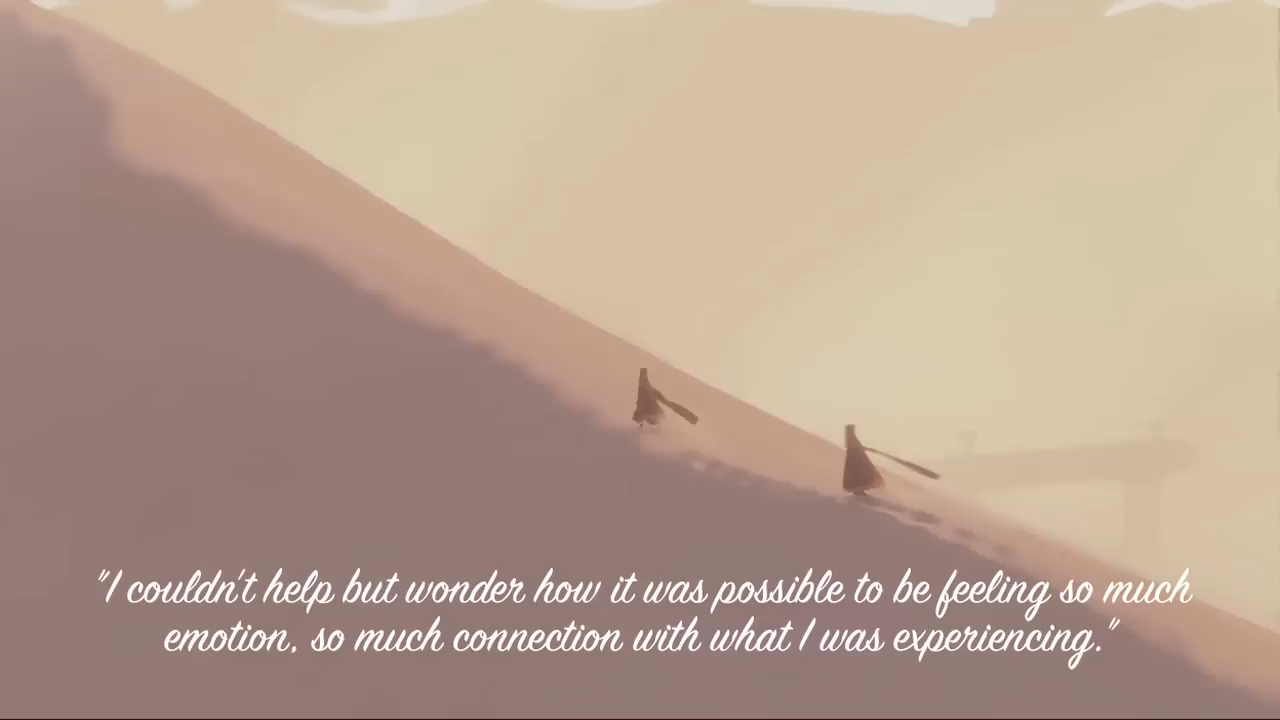 "I couldn't help but wonder how it was possible to be feeling so much
emotion, so much connection with what I was experiencing."